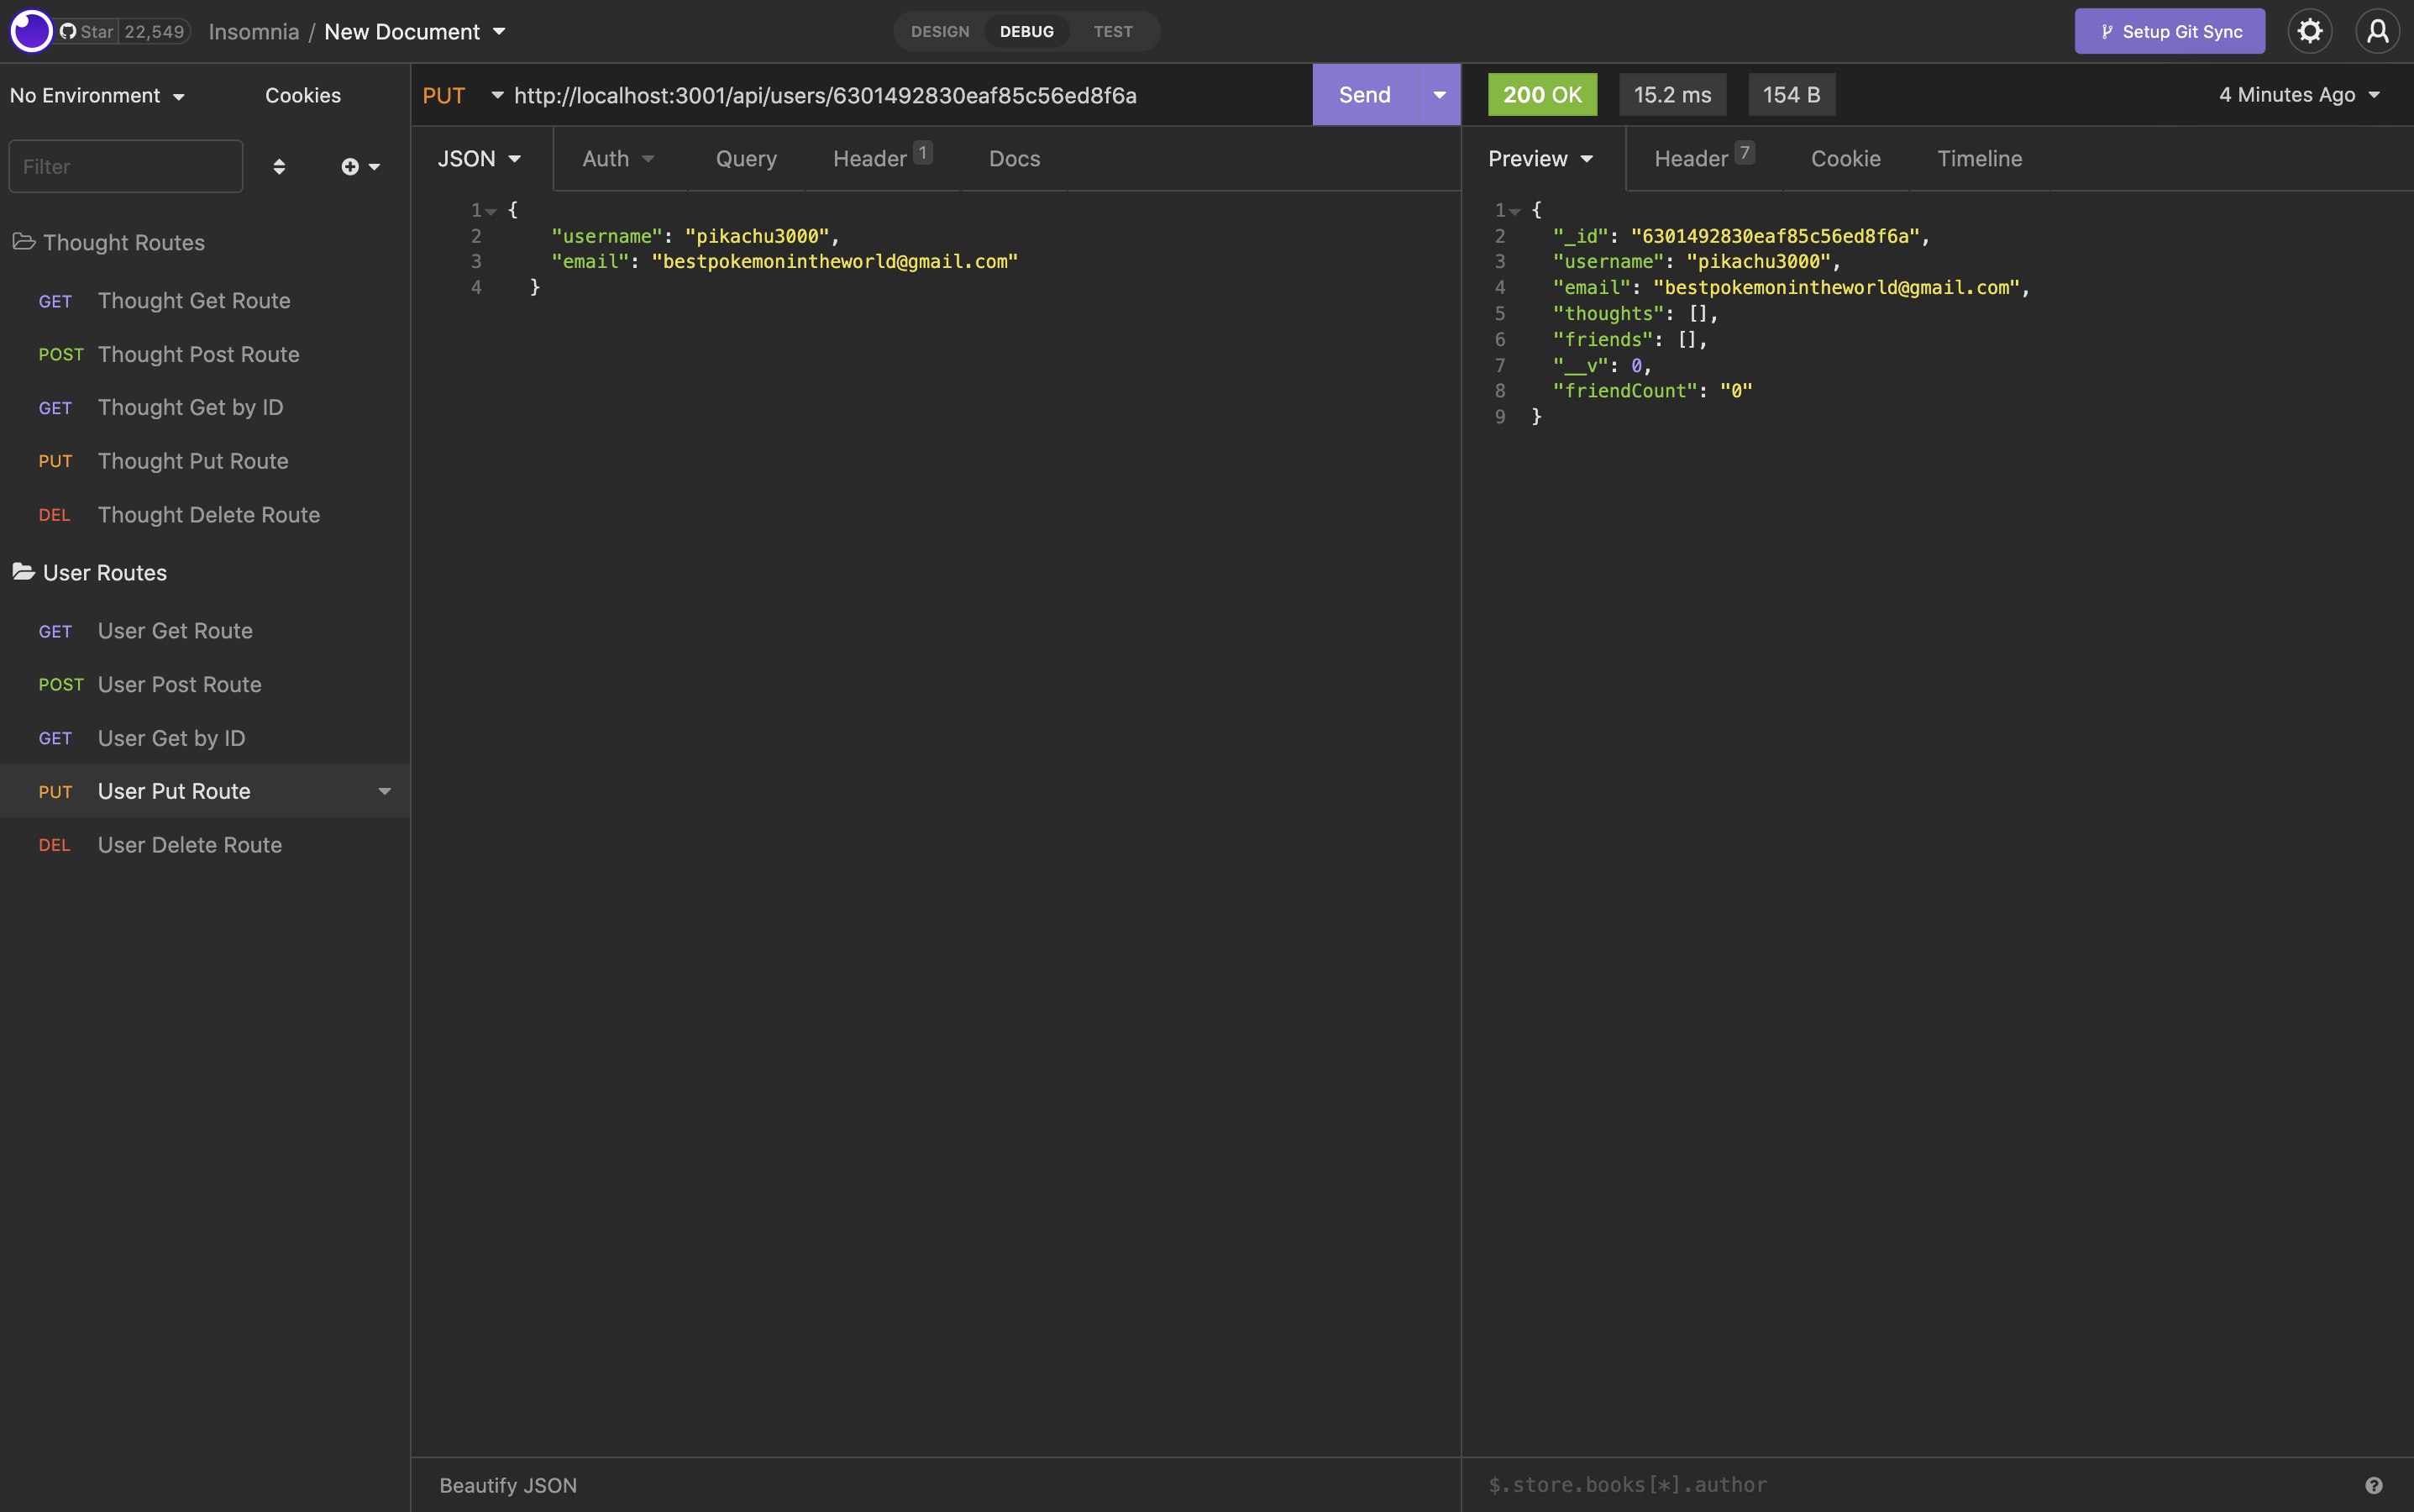 Star 22,549 Insomnia / New Document DESIGN DEBUG TEST Setup Git Sync
No Environment Cookies
Filter
Thought Routes
GET Thought Get Route
POST Thought Post Route
GET Thought Get by ID
PUT Thought Put Route
DEL Thought Delete Route
User Routes
GET User Get Route
POST User Post Route
GET User Get by ID
PUT User Put Route
DEL User Delete Route
PUT http://localhost:3001/api/users/6301492830eaf85c56ed8f6a Send
JSON Auth Query Header 1 Docs
1 {
2 "username": "pikachu3000",
3 "email": "bestpokemonintheworld@gmail.com"
4 }
Beautify JSON
200 OK 15.2 ms 154 B 4 Minutes Ago
Preview Header 7 Cookie Timeline
1 {
2 "_id": "6301492830eaf85c56ed8f6a",
3 "username": "pikachu3000",
4 "email": "bestpokemonintheworld@gmail.com",
5 "thoughts": [],
6 "friends": [],
7 "__v": 0,
8 "friendCount": "0"
9 }
$.store.books[*].author